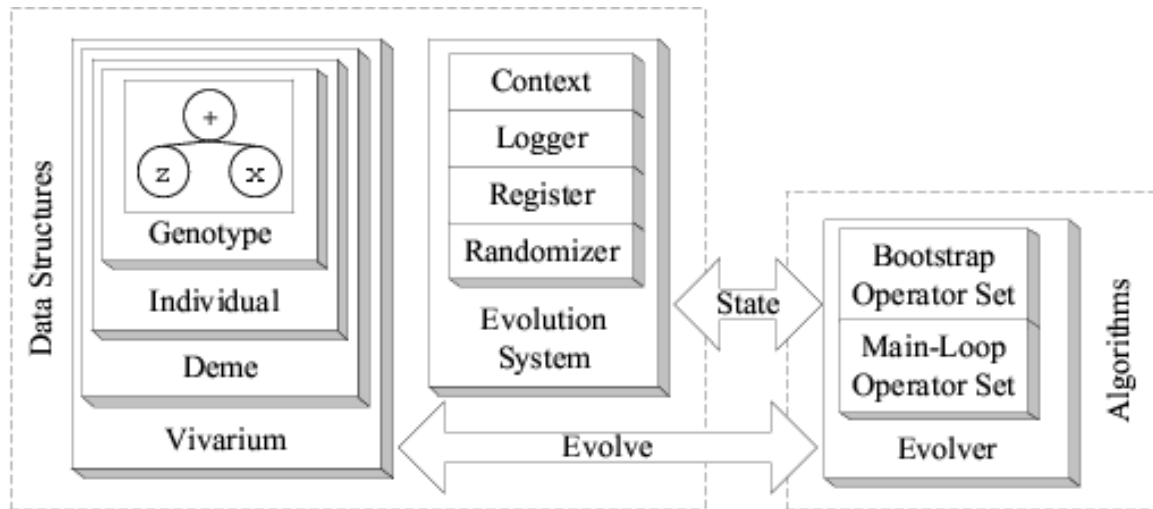 Data Structures
+
z
x
Genotype
Individual
Deme
Vivarium
Context
Logger
Register
Randomizer
Evolution
System
State
Evolve
Bootstrap
Operator Set
Main-Loop
Operator Set
Evolver
Algorithms